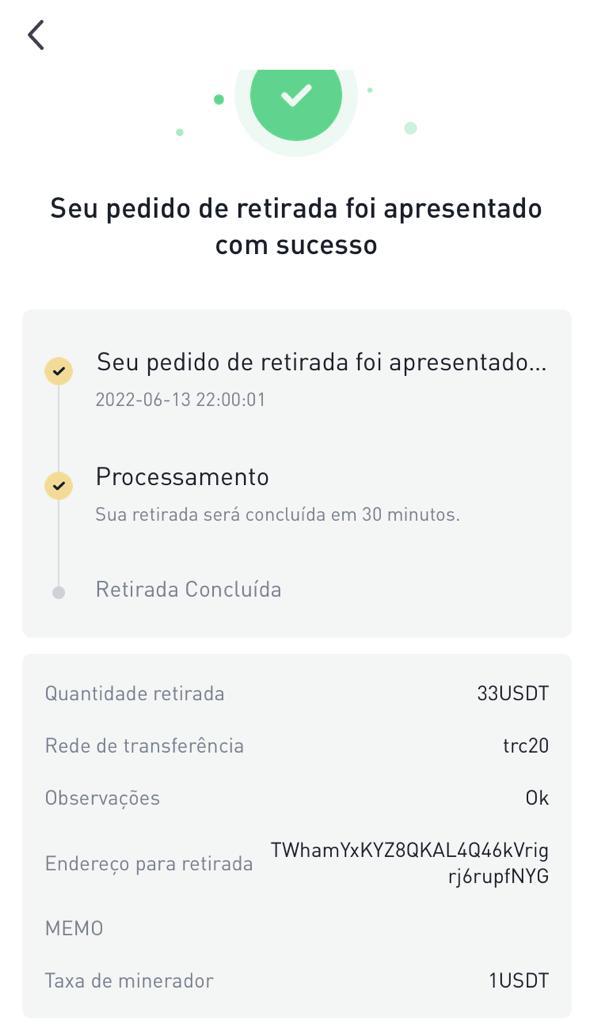 Seu pedido de retirada foi apresentado
com sucesso
Seu pedido de retirada foi apresentado...
2022-06-13 22:00:01
Processamento
Sua retirada será concluída em 30 minutos.
Retirada Concluída
Quantidade retirada 33USDT
Rede de transferência trc20
Observações Ok
Endereço para retirada TWhamYxKYZ8QKAL4Q46kVrig
rj6rupfNYG
MEMO
Taxa de minerador 1USDT